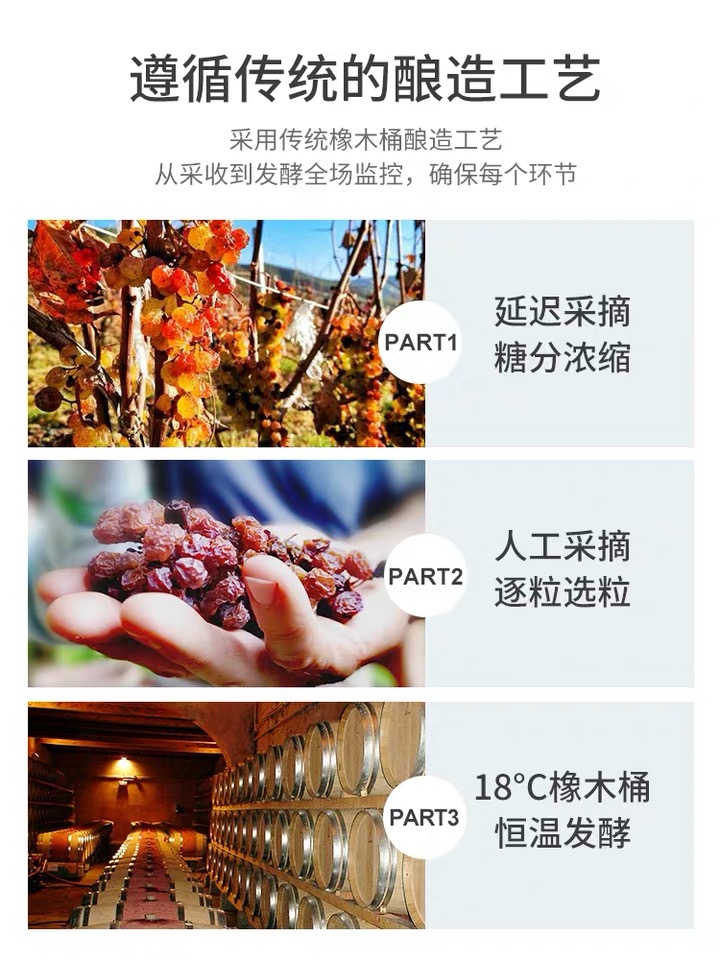 遵循传统的酿造工艺
采用传统橡木桶酿造工艺
从采收到发酵全场监控，确保每个环节
PART1
延迟采摘
糖分浓缩
PART2
人工采摘
逐粒选粒
PART3
18°C橡木桶
恒温发酵